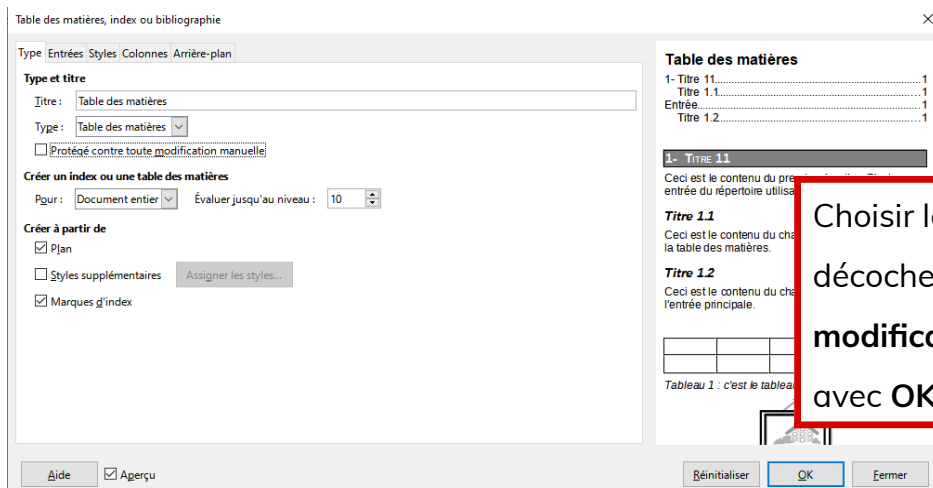 Table des matières, index ou bibliographie
Type Entrées Styles Colonnes Arrière-plan
Type et titre
Titre : Table des matières
Type : Table des matières
Protégé contre toute modification manuelle
Créer un index ou une table des matières
Pour : Document entier Évaluer jusqu'au niveau : 10
Créer à partir de
Plan
Styles supplémentaires Assigner les styles...
Marques d'index
Aide Aperçu
Table des matières
1- Titre 11..........1
Titre 1.1..........1
Entrée..........1
Titre 1.2..........1
1- TITRE 11
Ceci est le contenu du
entrée du répertoire
Titre 1.1
Ceci est le contenu du
la table des matières.
Titre 1.2
Ceci est le contenu du
l'entrée principale.
Tableau 1 : c'est le
Choisir
décoche
modific
avec OK
Réinitialiser OK Fermer